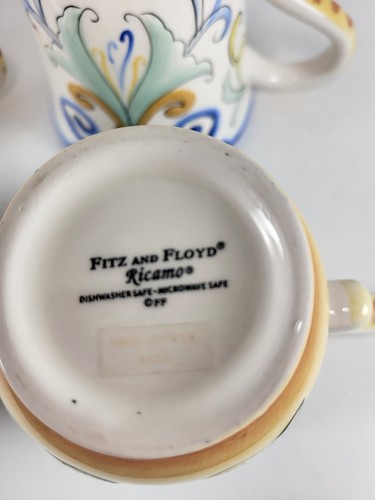 FITZ AND FLOYD®
Ricamo®
DISHWASHER SAFE-MICROWAVE SAFE
©FF